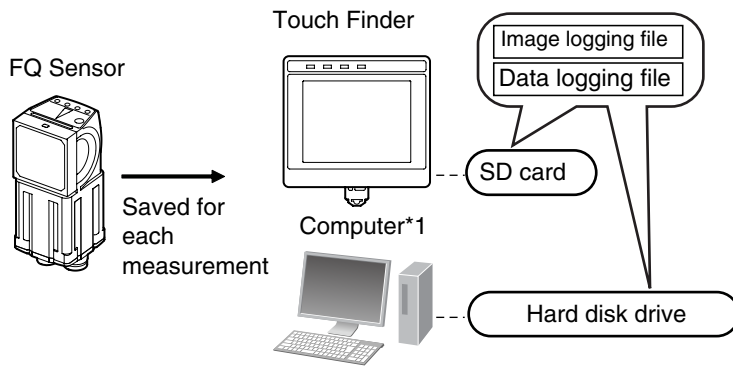 Touch Finder
Image logging file
Data logging file
FQ Sensor
SD card
Saved for
each
measurement
Computer*1
Hard disk drive